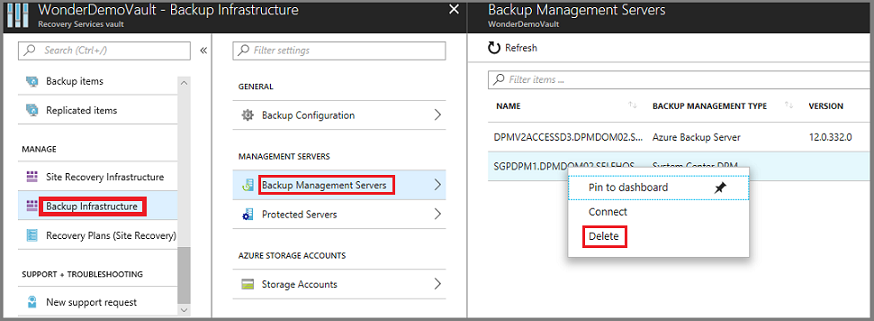 WonderDemoVault - Backup Infrastructure
Recovery Services vault
Search (Ctrl+/)
Backup items
Replicated items
MANAGE
Site Recovery Infrastructure
Backup Infrastructure
Recovery Plans (Site Recovery)
SUPPORT + TROUBLESHOOTING
New support request
Filter settings
GENERAL
Backup Configuration
MANAGEMENT SERVERS
Backup Management Servers
Protected Servers
AZURE STORAGE ACCOUNTS
Storage Accounts
Backup Management Servers
WonderDemoVault
Refresh
Filter items ...
NAME BACKUP MANAGEMENT TYPE VERSION
DPMV2ACCESSD3.DPMDOM02.S... Azure Backup Server 12.0.332.0
SGPDPM1.DPMDOM02.SELFHOS... System Center DPM
Pin to dashboard
Connect
Delete